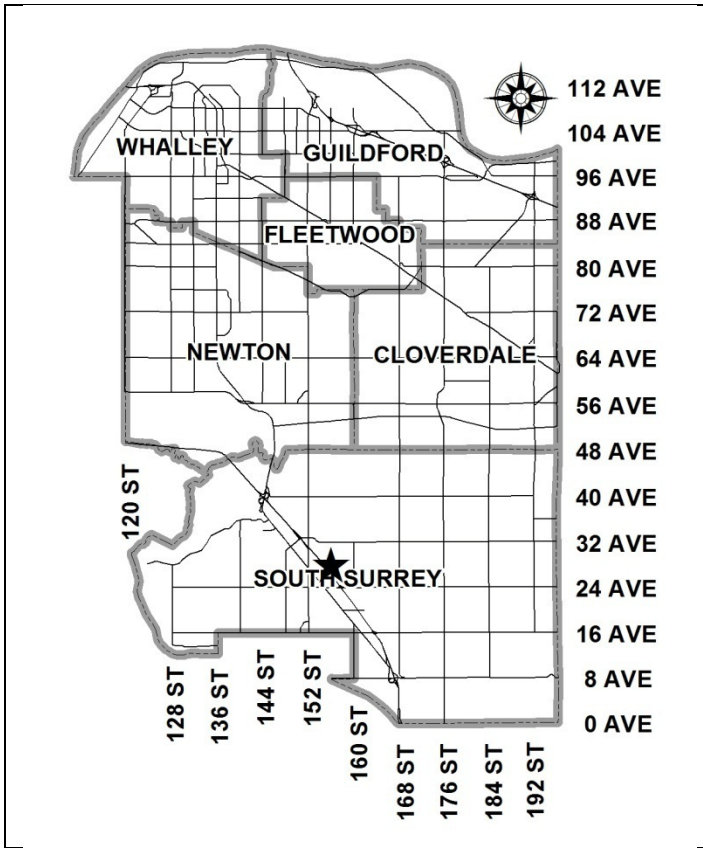 112 AVE
104 AVE
WHALLEY
GUILDFORD
96 AVE
88 AVE
FLEETWOOD
80 AVE
72 AVE
NEWTON
CLOVERDALE
64 AVE
56 AVE
48 AVE
120 ST
40 AVE
32 AVE
SOUTH SURREY
24 AVE
16 AVE
8 AVE
0 AVE
128 ST
136 ST
144 ST
152 ST
160 ST
168 ST
176 ST
184 ST
192 ST